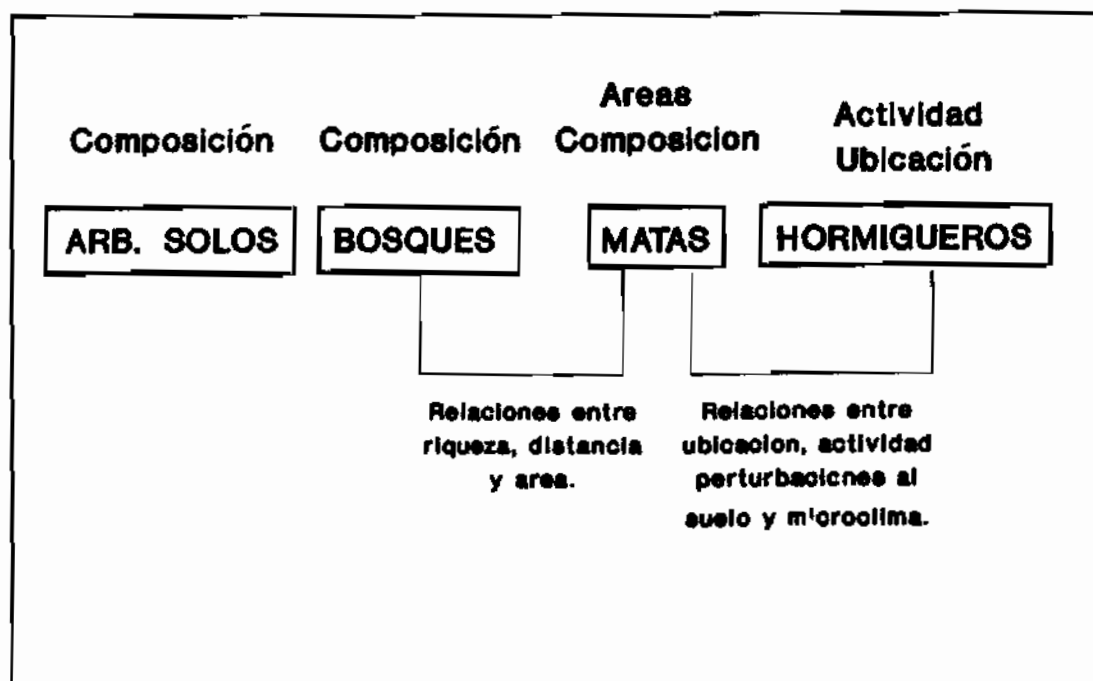 Composición
Composición
Areas
Composicion
Actividad
Ubicación
ARB. SOLOS
BOSQUES
MATAS
HORMIGUEROS
Relaciones entre
riqueza, distancia
y area.
Relaciones entre
ubicacion, actividad
perturbaciones al
suelo y microclima.